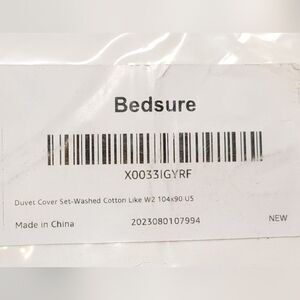 Bedsure
X0033IGYRF
Duvet Cover Set-Washed Cotton Like W2 104x90 US
Made in China 2023080107994 NEW